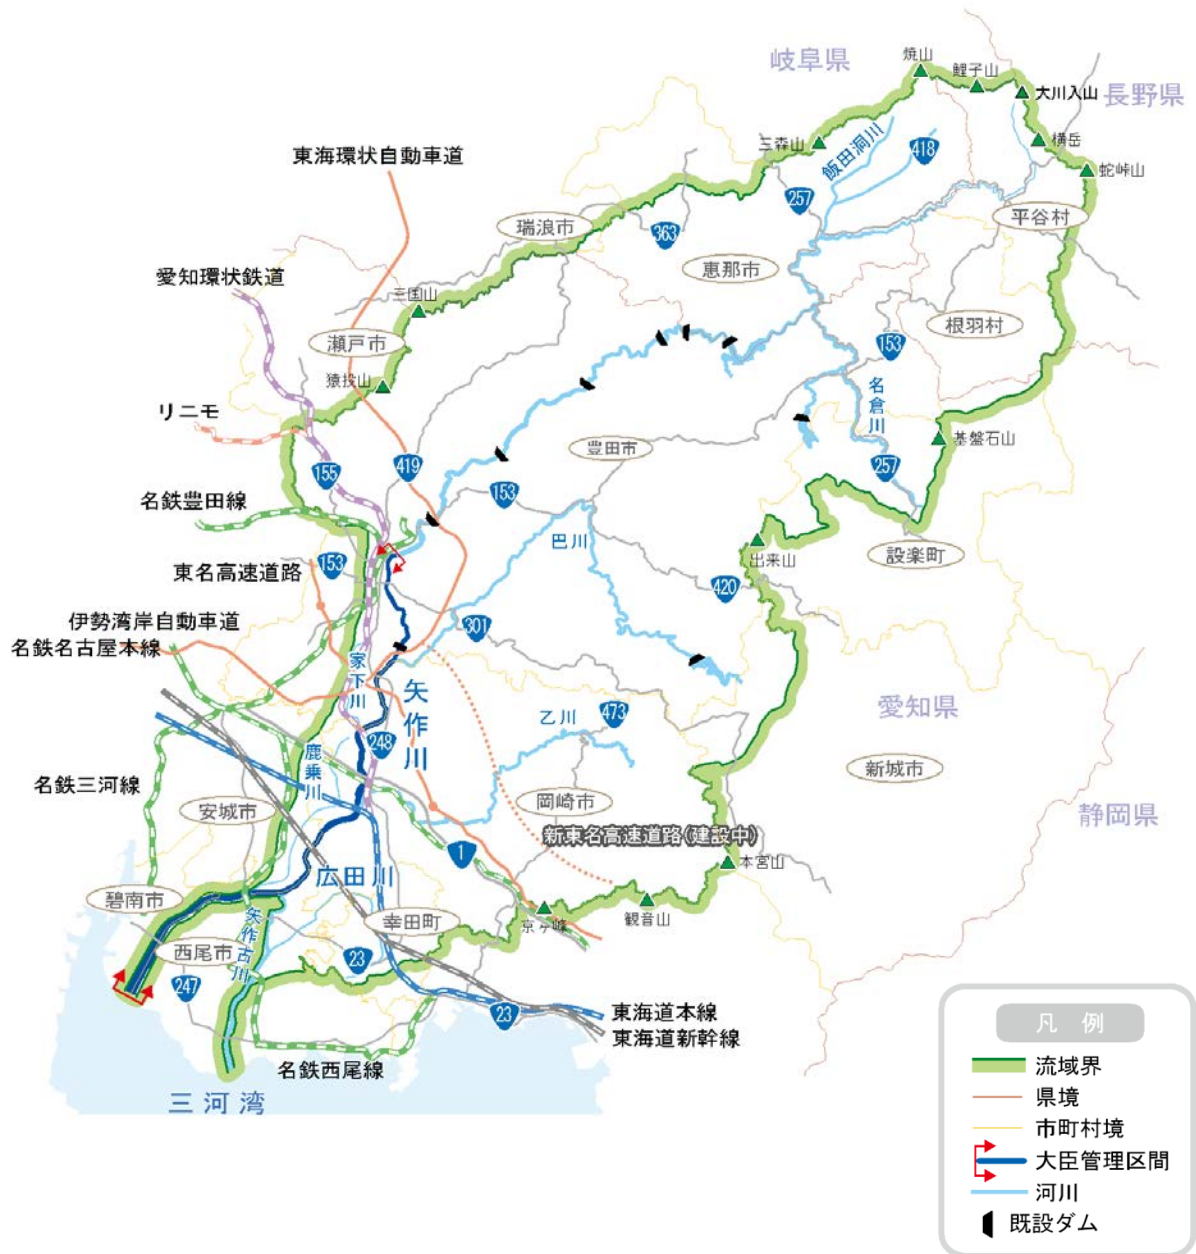 岐阜県
焼山
鯉子山
大川入山
長野県
三森山
飯田洞川
418
横岳
蛇峠山
東海環状自動車道
257
平谷村
瑞浪市
363
恵那市
愛知環状鉄道
三国山
根羽村
瀬戸市
153
猿投山
名倉川
リニモ
基盤石山
豊田市
155
419
257
153
名鉄豊田線
巴川
出来山
設楽町
東名高速道路
153
420
伊勢湾岸自動車道
301
名鉄名古屋本線
家下川
矢作川
愛知県
乙川
473
248
鹿乗川
新城市
名鉄三河線
安城市
岡崎市
静岡県
新東名高速道路(建設中)
1
本宮山
広田川
碧南市
矢作古川
幸田町
京ヶ峰
観音山
西尾市
23
247
23
東海道本線
東海道新幹線
名鉄西尾線
三河湾
凡 例
流域界
県境
市町村境
大臣管理区間
河川
既設ダム